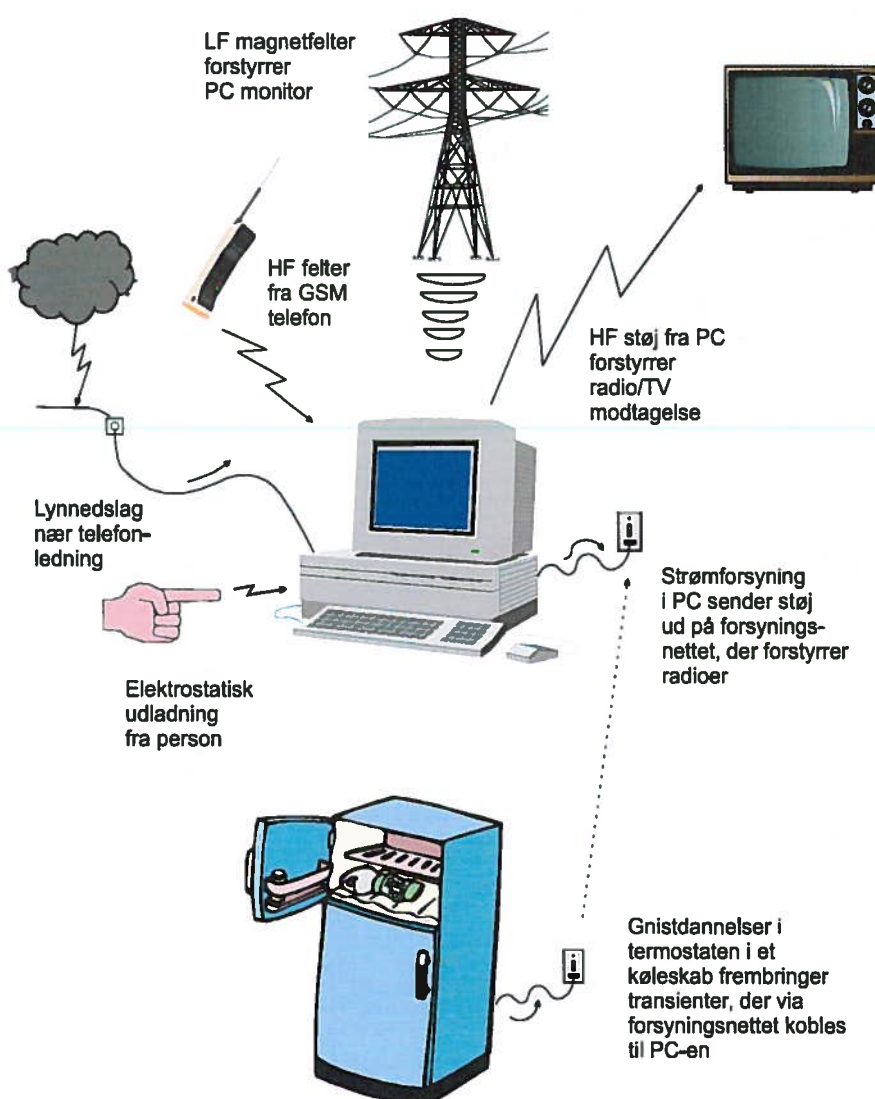 LF magnetfelter
forstyrrer
PC monitor
HF felter
fra GSM
telefon
HF støj fra PC
forstyrrer
radio/TV
modtagelse
Lynnedslag
nær telefon-
ledning
Strømforsyning
i PC sender støj
ud på forsynings-
nettet, der forstyrrer
radioer
Elektrostatisk
udladning
fra person
Gnistdannelser i
termostaten i et
køleskab frembringer
transienter, der via
forsyningsnettet kobles
til PC-en